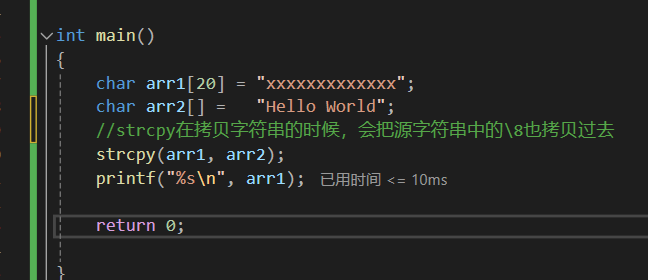 int main()
{
char arr1[20] = "xxxxxxxxxxxxx";
char arr2[] =   "Hello World";
//strcpy在拷贝字符串的时候，会把源字符串中的\8也拷贝过去
strcpy(arr1, arr2);
printf("%s\n", arr1); 已用时间 <= 10ms
return 0;
}